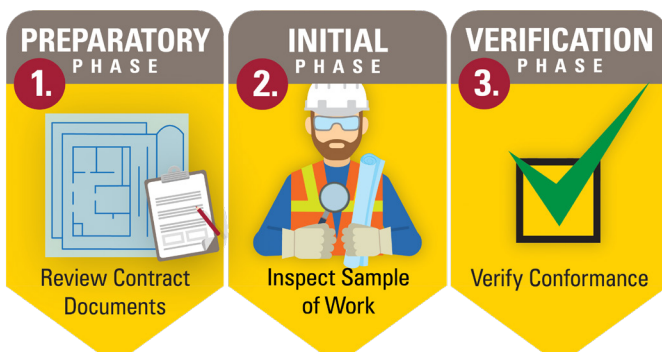 PREPARATORY
PHASE
1.
Review Contract
Documents
INITIAL
PHASE
2.
Inspect Sample
of Work
VERIFICATION
PHASE
3.
Verify Conformance